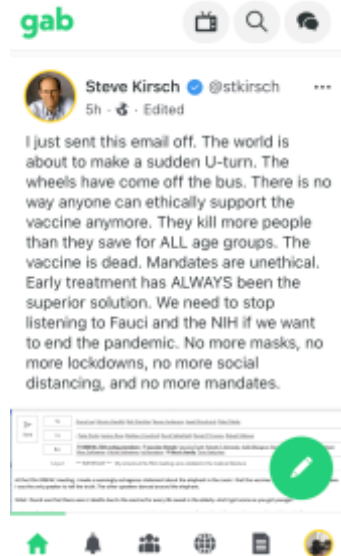 gab
Steve Kirsch @stkirsch
5h · Edited
I just sent this email off. The world is
about to make a sudden U-turn. The
wheels have come off the bus. There is no
way anyone can ethically support the
vaccine anymore. They kill more people
than they save for ALL age groups. The
vaccine is dead. Mandates are unethical.
Early treatment has ALWAYS been the
superior solution. We need to stop
listening to Fauci and the NIH if we want
to end the pandemic. No more masks, no
more lockdowns, no more social
distancing, and no more mandates.